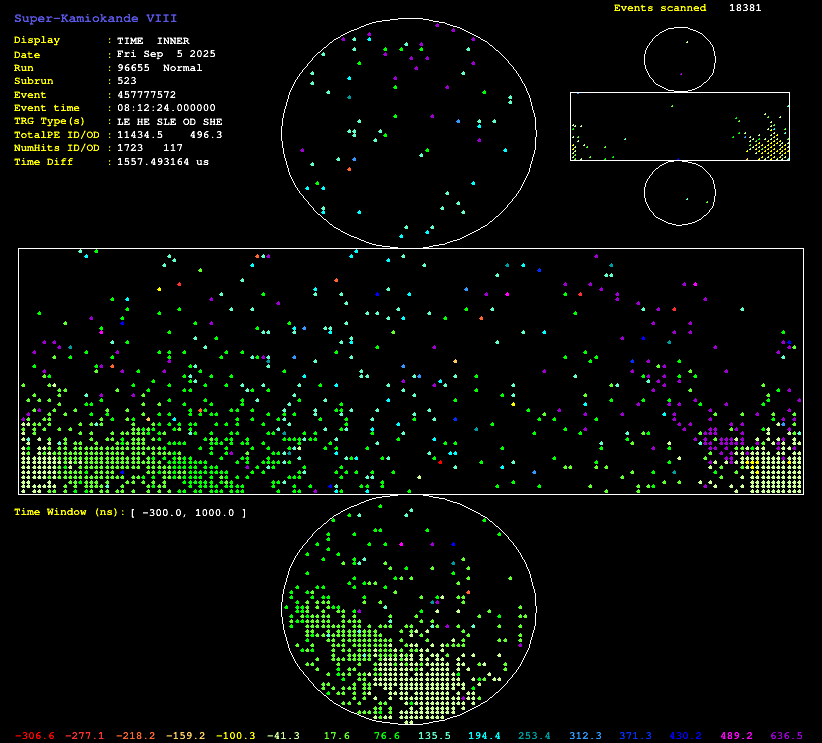 Super-Kamiokande VIII
Events scanned 18381
Display : TIME INNER
Date : Fri Sep 5 2025
Run : 96655 Normal
Subrun : 523
Event : 457777572
Event time : 08:12:24.000000
TRG Type(s) : LE HE SLE OD SHE
TotalPE ID/OD : 11434.5 496.3
NumHits ID/OD : 1723 117
Time Diff : 1557.493164 us
Time Window (ns): [ -300.0, 1000.0 ]
-306.6 -277.1 -218.2 -159.2 -100.3 -41.3 17.6 76.6 135.5 194.4 253.4 312.3 371.3 430.2 489.2 636.5